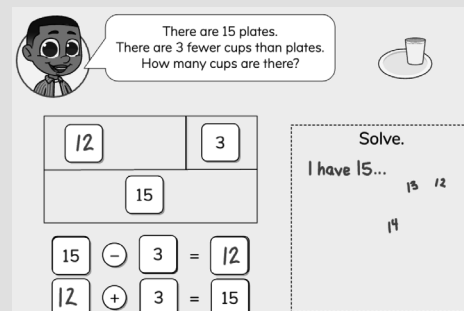 There are 15 plates.
There are 3 fewer cups than plates.
How many cups are there?
12 3
15
15 − 3 = 12
12 + 3 = 15
Solve.
I have 15...
13 12
14